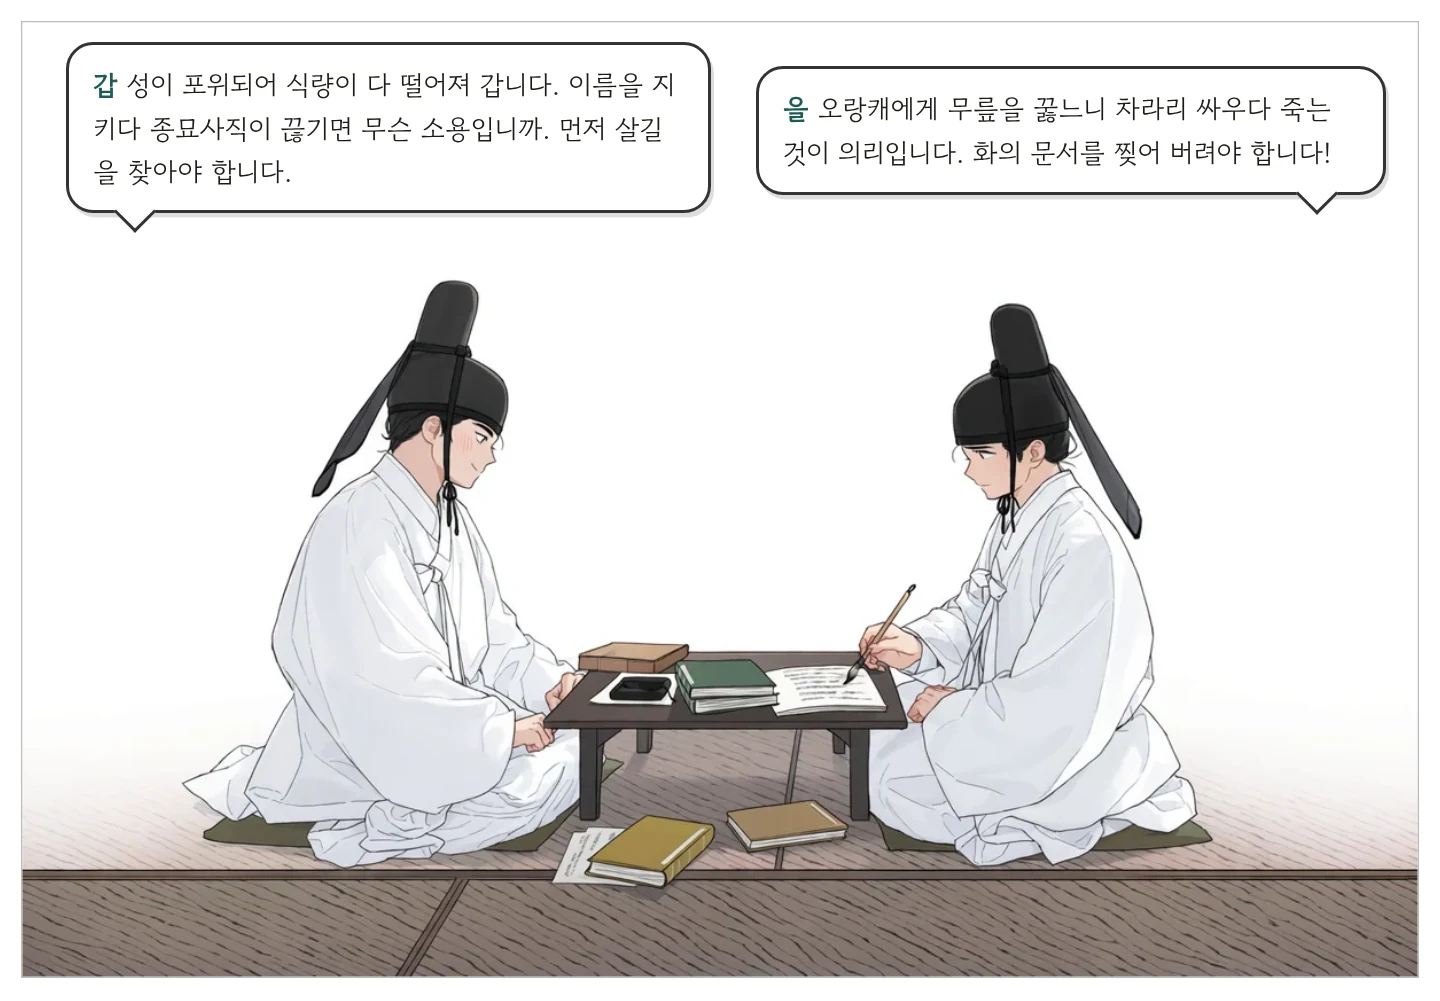 갑 성이 포위되어 식량이 다 떨어져 갑니다. 이름을 지
키다 종묘사직이 끊기면 무슨 소용입니까. 먼저 살길
을 찾아야 합니다.
을 오랑캐에게 무릎을 꿇느니 차라리 싸우다 죽는
것이 의리입니다. 화의 문서를 찢어 버려야 합니다!